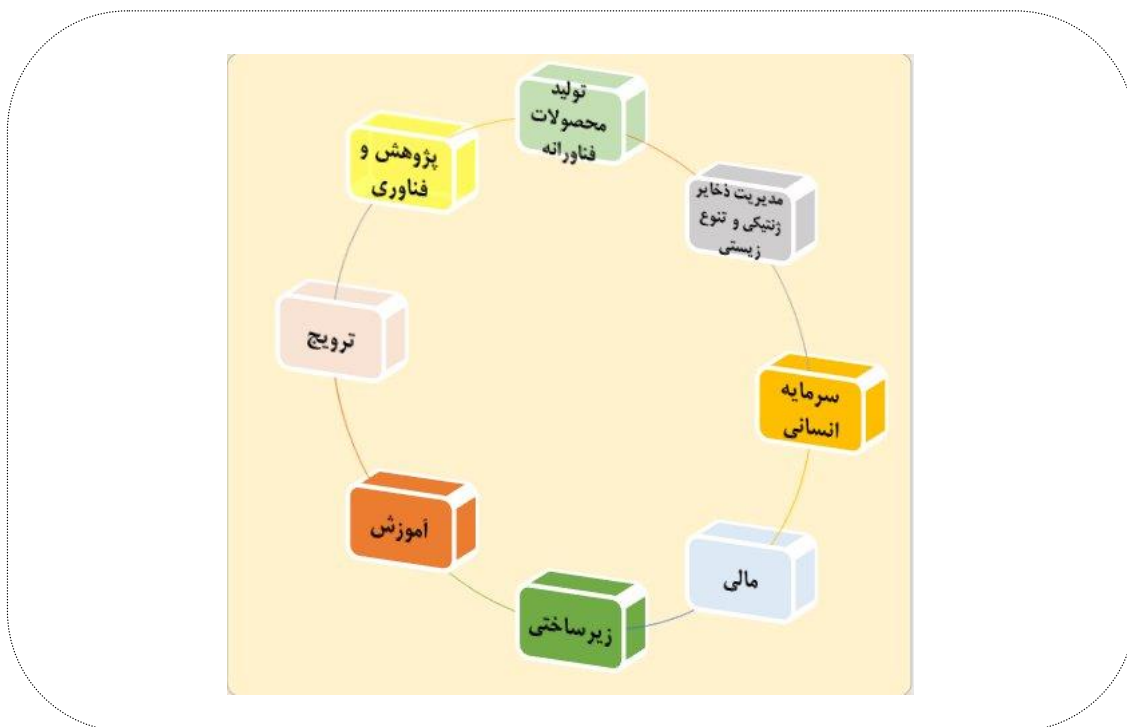 تولید
محصولات
فناورانه
مدیریت ذخایر
ژنتیکی و تنوع
زیستی
سرمایه
انسانی
مالی
زیرساختی
آموزش
ترویج
پژوهش و
فناوری